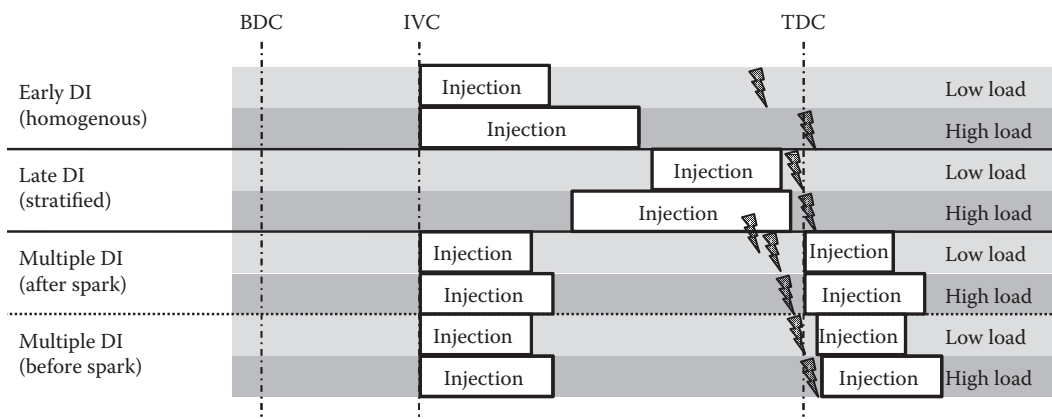 BDC IVC TDC
Early DI
(homogenous)
Injection Low load
Injection High load
Late DI
(stratified)
Injection Low load
Injection High load
Multiple DI
(after spark)
Injection Injection Low load
Injection Injection High load
Multiple DI
(before spark)
Injection Injection Low load
Injection Injection High load